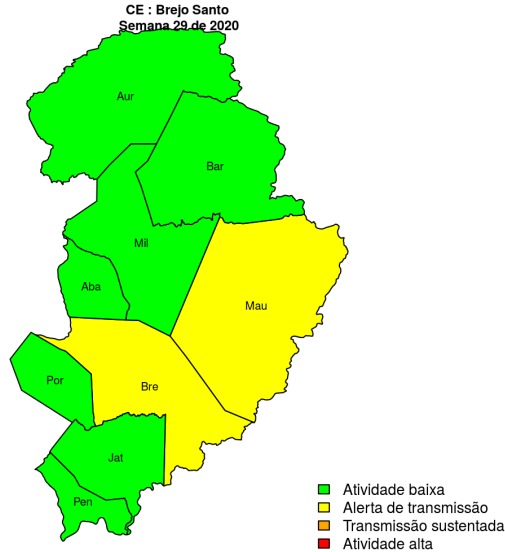 CE : Brejo Santo
Semana 29 de 2020
Aur
Bar
Mil
Aba
Mau
Por
Bre
Jat
Pen
Atividade baixa
Alerta de transmissão
Transmissão sustentada
Atividade alta